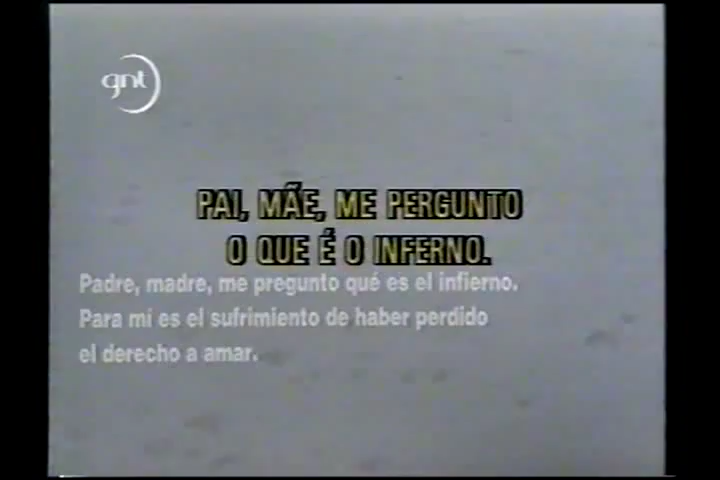 gnt
PAI, MÃE, ME PERGUNTO
O QUE É O INFERNO.
Padre, madre, me pregunto qué es el infierno.
Para mí es el sufrimiento de haber perdido
el derecho a amar.